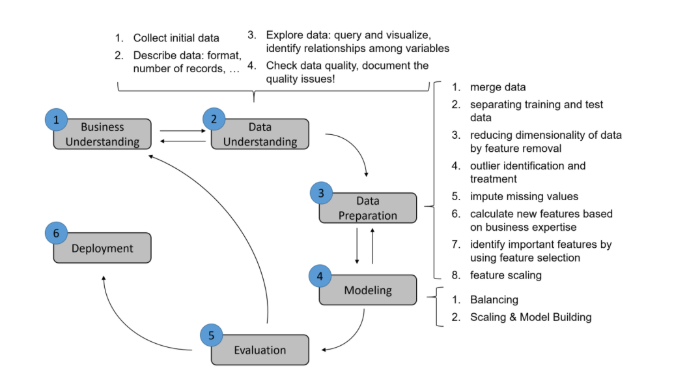 1. Collect initial data
2. Describe data: format,
number of records, …
3. Explore data: query and visualize,
identify relationships among variables
4. Check data quality, document the
quality issues!
1
Business
Understanding
2
Data
Understanding
3
Data
Preparation
4
Modeling
5
Evaluation
6
Deployment
1. merge data
2. separating training and test
data
3. reducing dimensionality of data
by feature removal
4. outlier identification and
treatment
5. impute missing values
6. calculate new features based
on business expertise
7. identify important features by
using feature selection
8. feature scaling
1. Balancing
2. Scaling & Model Building